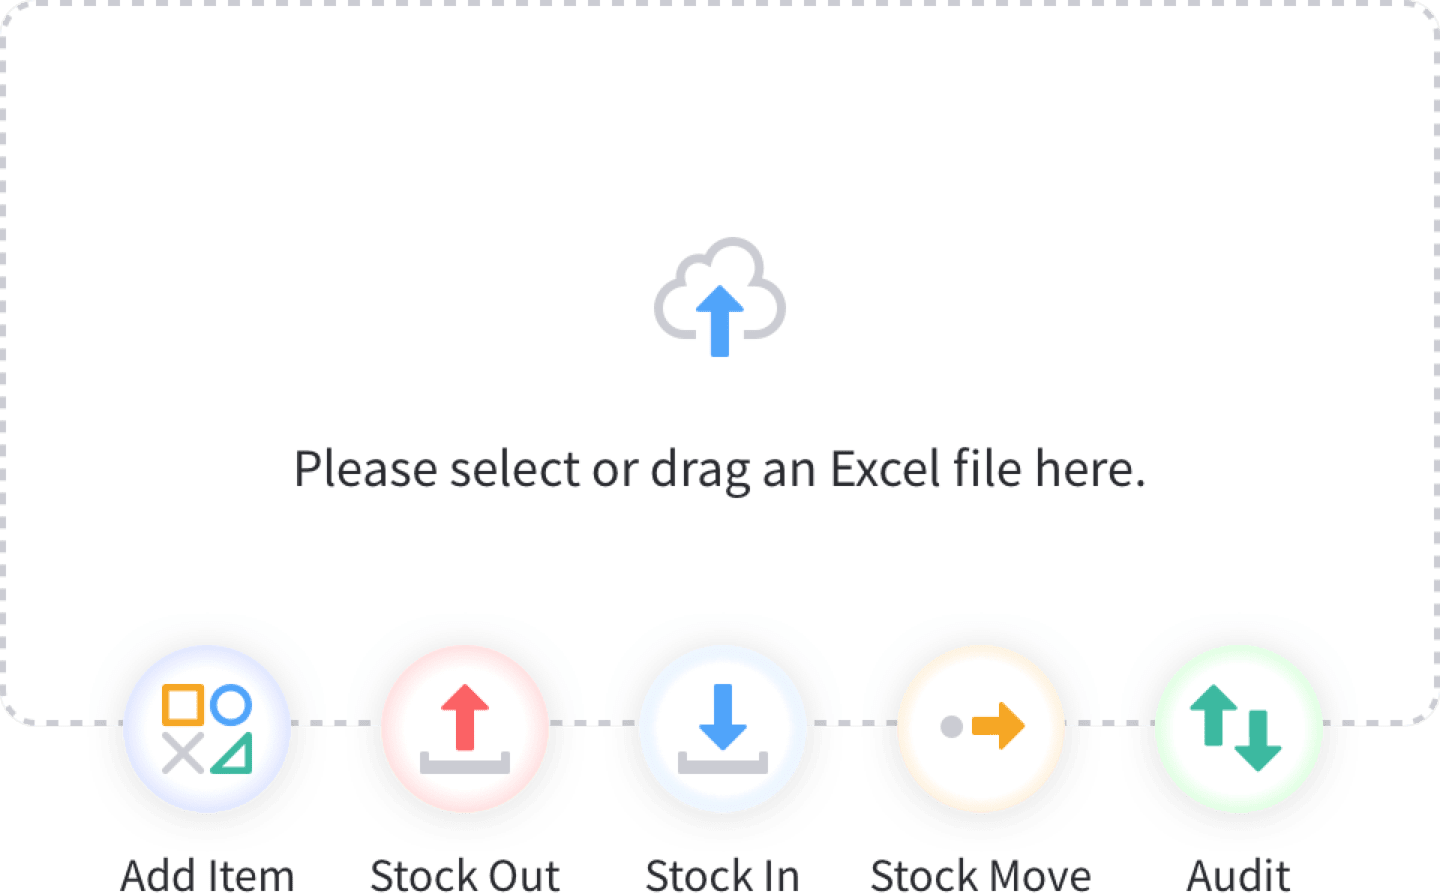 Please select or drag an Excel file here.
Add Item
Stock Out
Stock In
Stock Move
Audit